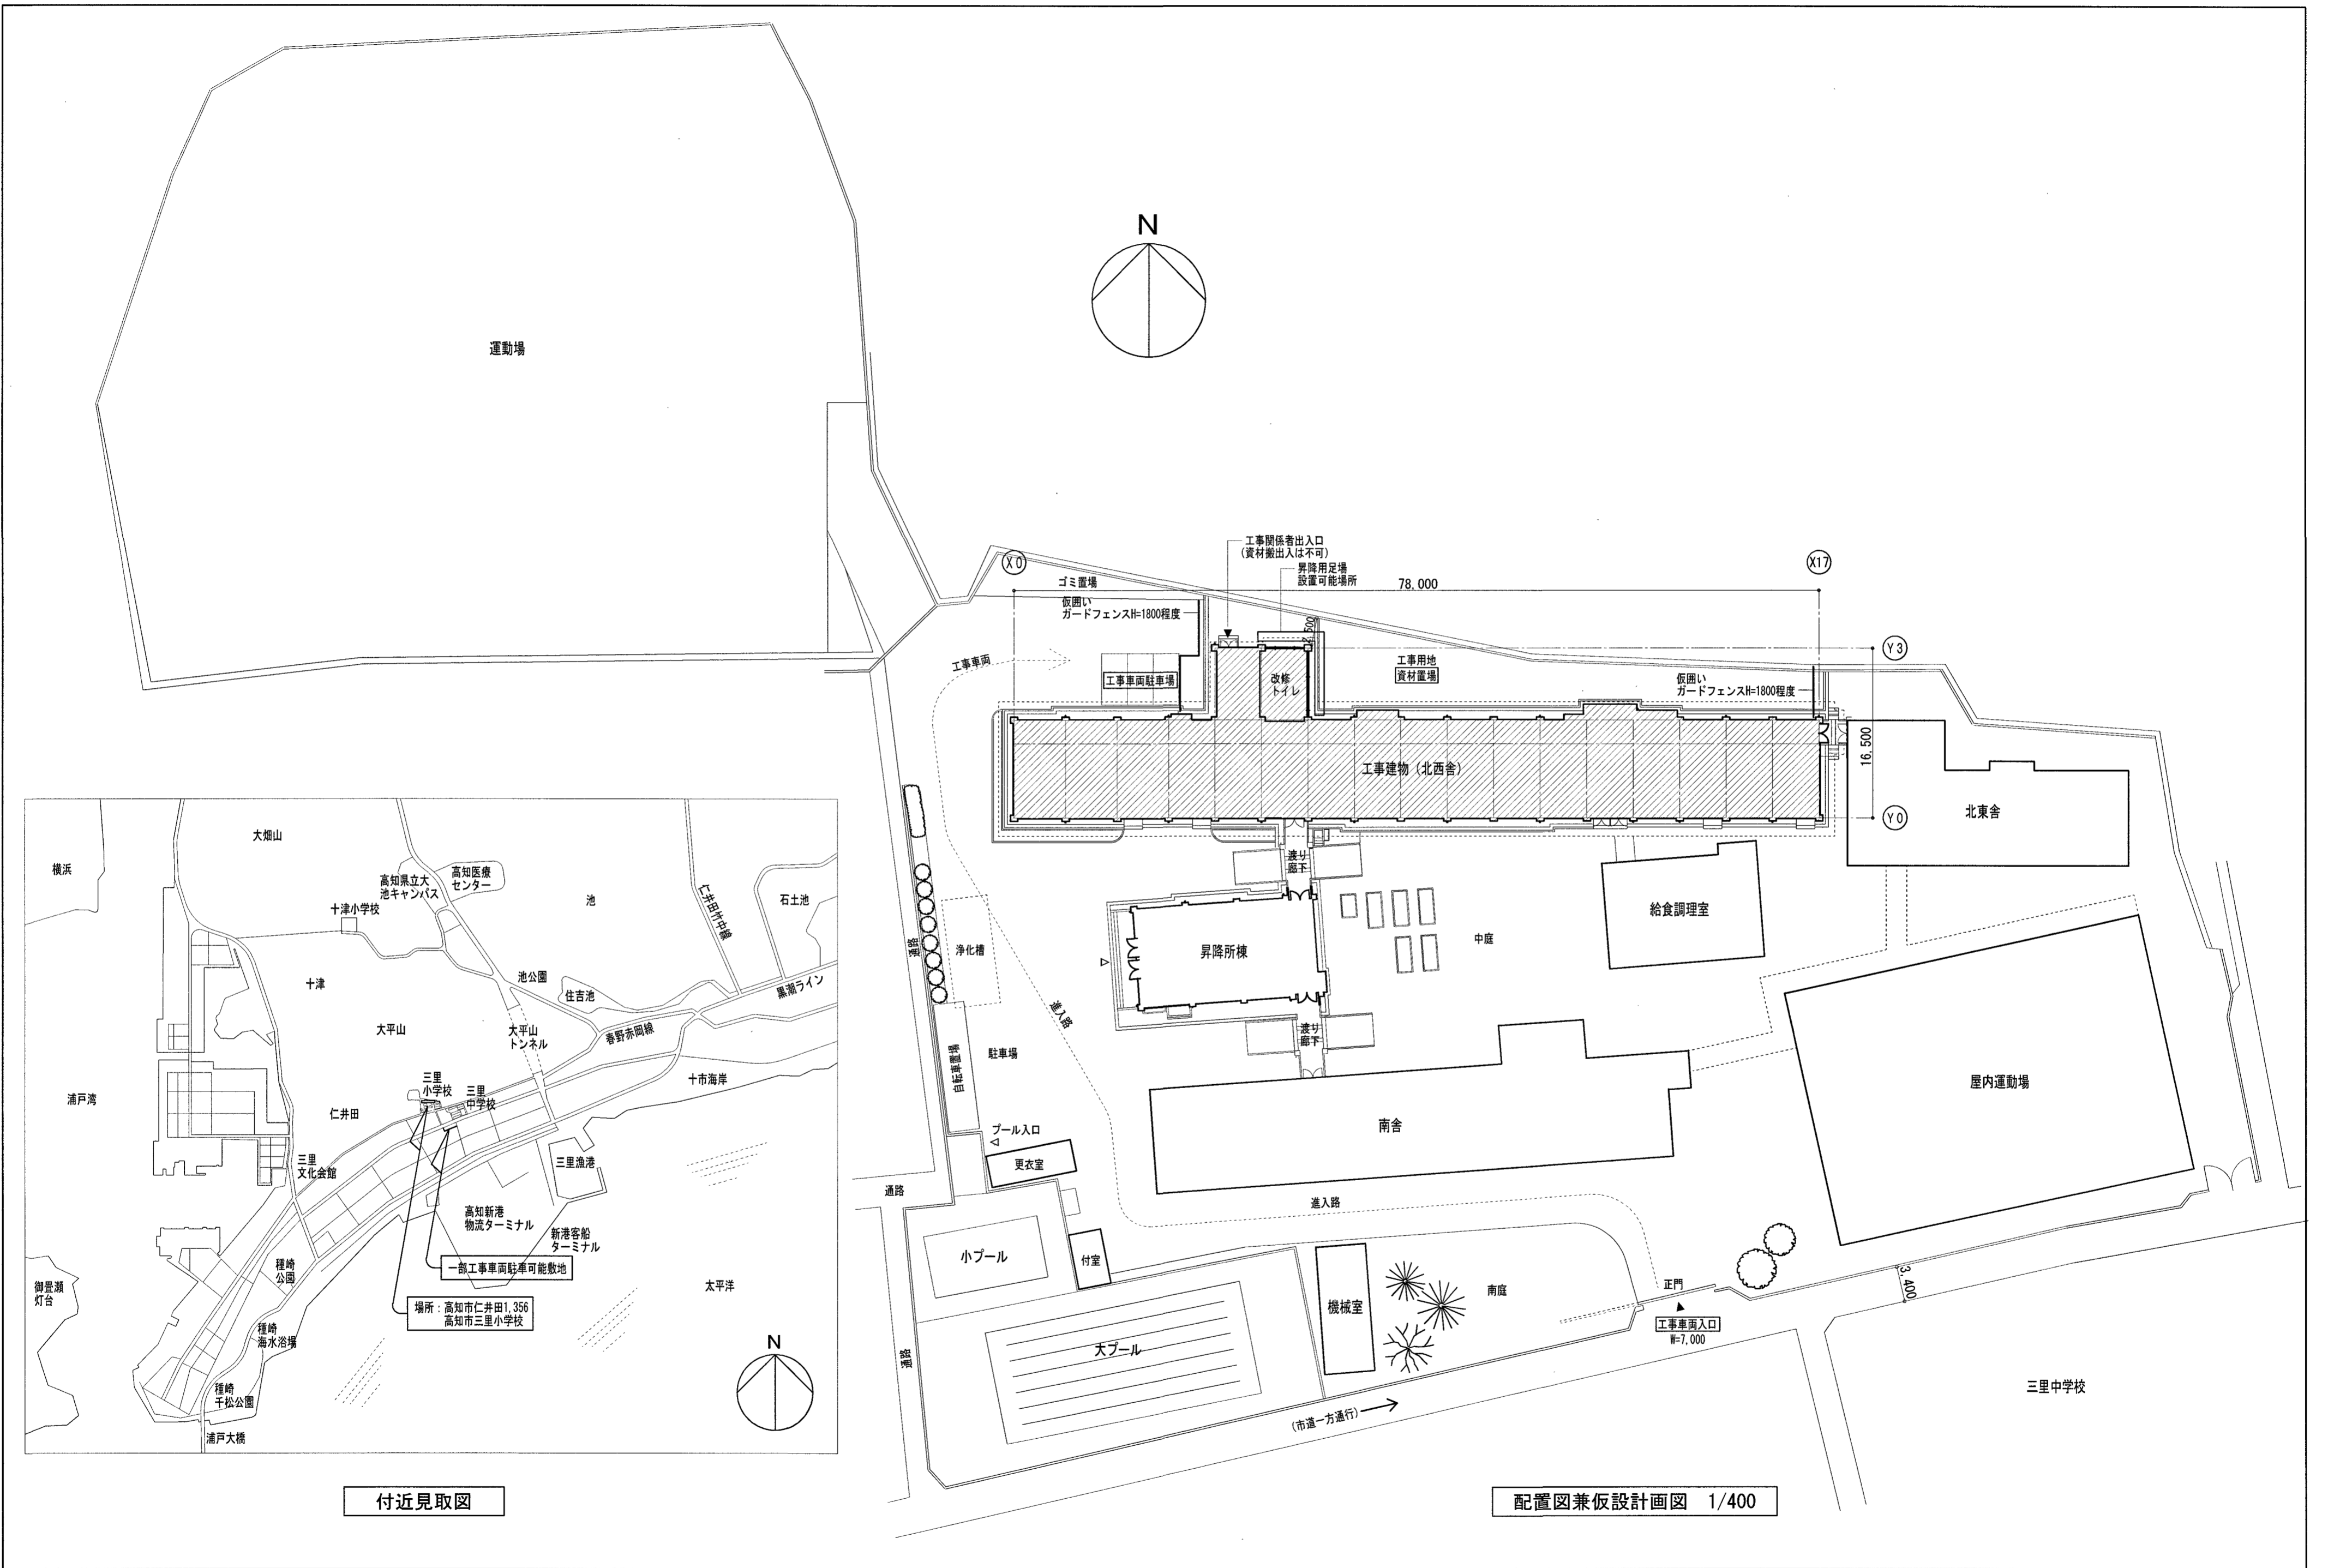 N
運動場
X0
X17
工事関係者出入口
(資材搬出入は不可)
昇降用足場
設置可能場所
ゴミ置場
78,000
仮囲い
ガードフェンスH=1800程度
工事車両
工事車両駐車場
改修
トイレ
工事用地
資材置場
仮囲い
ガードフェンスH=1800程度
Y3
16,500
Y0
工事建物(北西舎)
北東舎
渡り
廊下
給食調理室
中庭
昇降所棟
浄化槽
通路
進入路
渡り
廊下
駐車場
自転車置場
屋内運動場
南舎
プール入口
更衣室
通路
進入路
小プール
付室
機械室
南庭
正門
3,400
工事車両入口
W=7,000
大プール
通路
(市道一方通行)
三里中学校
配置図兼仮設計画図 1/400
大畑山
横浜
高知県立大
池キャンパス
高知医療
センター
十津小学校
池
仁井田竹中線
石土池
十津
池公園
住吉池
黒潮ライン
大平山
大平山
トンネル
春野赤岡線
三里
小学校
三里
中学校
十市海岸
浦戸湾
仁井田
三里
文化会館
三里漁港
高知新港
物流ターミナル
新港客船
ターミナル
一部工事車両駐車可能敷地
種崎
公園
御畳瀬
灯台
太平洋
場所:高知市仁井田1,356
高知市三里小学校
種崎
海水浴場
N
種崎
千松公園
浦戸大橋
付近見取図